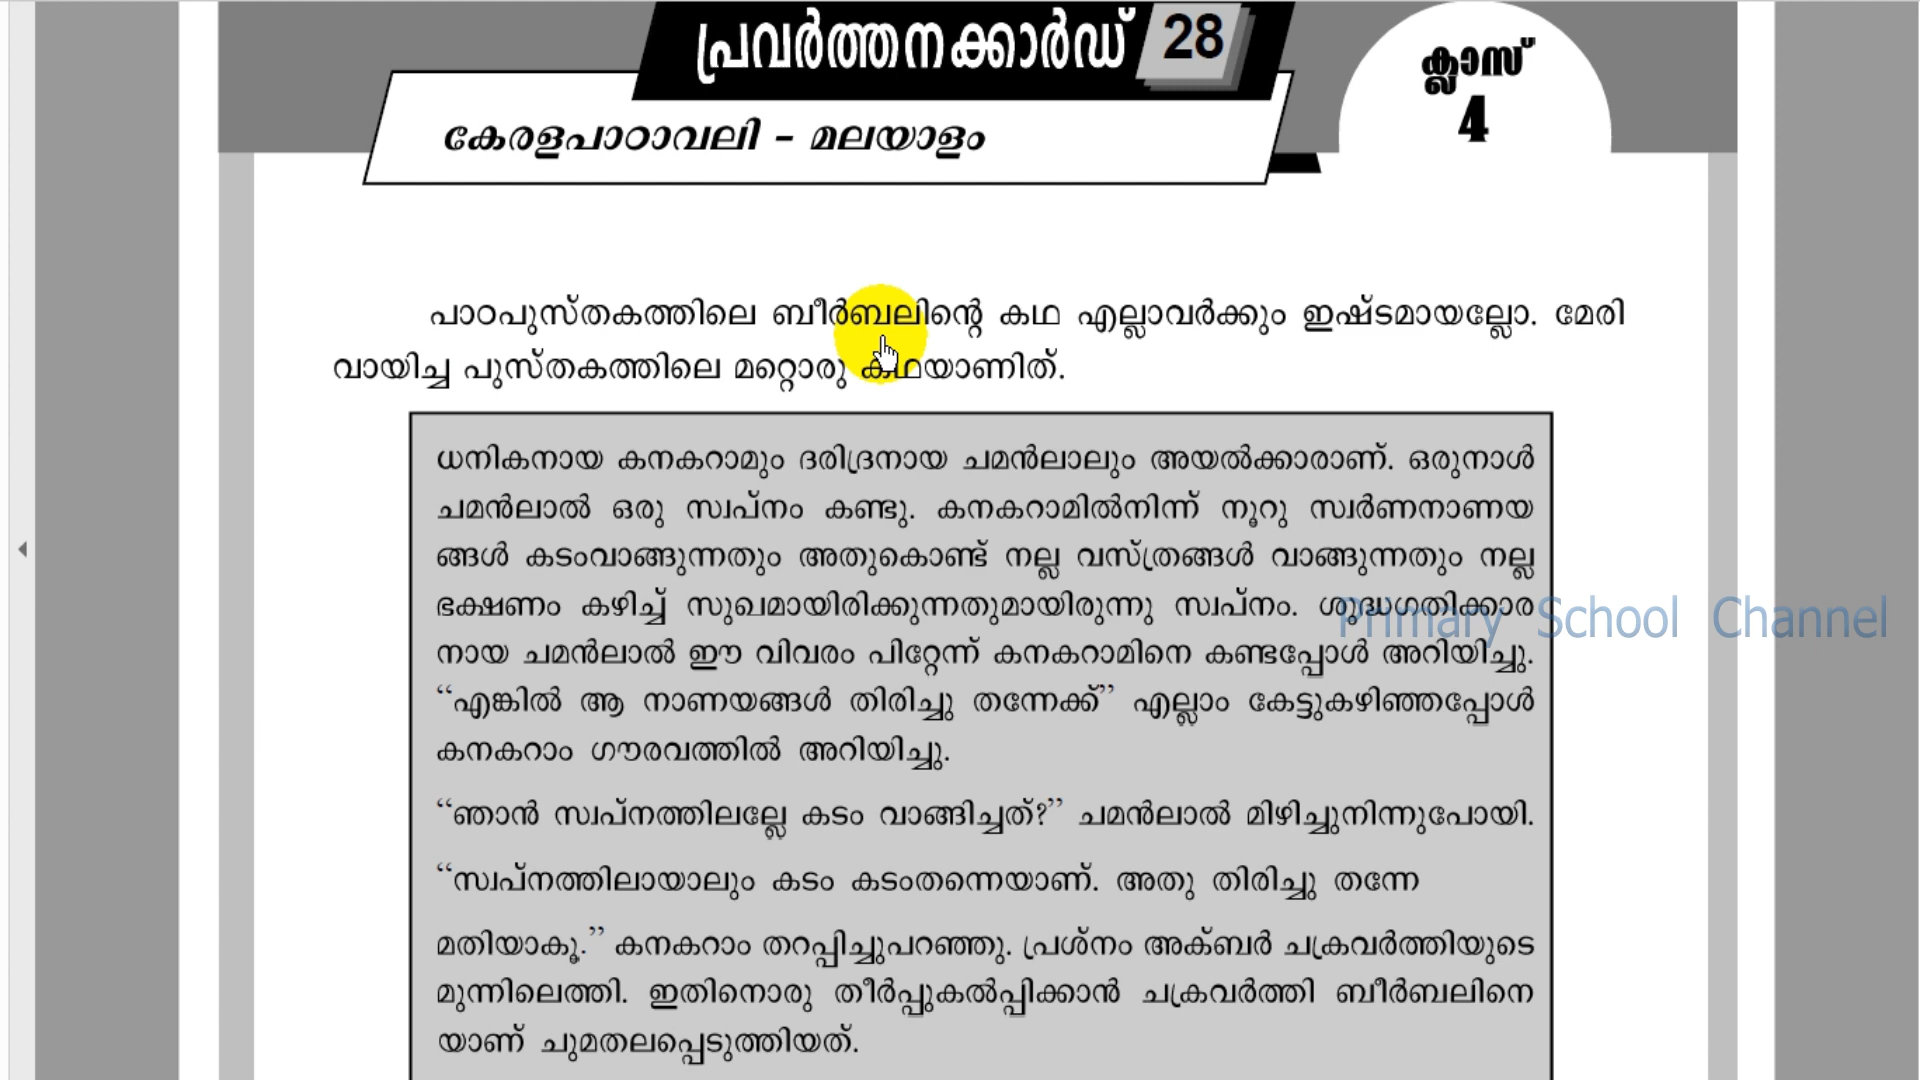 പ്രവർത്തനക്കാർഡ് 28
ക്ലാസ്
4
കേരളപാഠാവലി - മലയാളം
പാഠപുസ്തകത്തിലെ ബീർബലിന്റെ കഥ എല്ലാവർക്കും ഇഷ്ടമായല്ലോ. മേരി
വായിച്ച പുസ്തകത്തിലെ മറ്റൊരു കഥയാണിത്.
ധനികനായ കനകറാമും ദരിദ്രനായ ചമൻലാലും അയൽക്കാരാണ്. ഒരുനാൾ
ചമൻലാൽ ഒരു സ്വപ്നം കണ്ടു. കനകറാമിൽനിന്ന് നൂറു സ്വർണനാണയ
ങ്ങൾ കടംവാങ്ങുന്നതും അതുകൊണ്ട് നല്ല വസ്ത്രങ്ങൾ വാങ്ങുന്നതും നല്ല
ഭക്ഷണം കഴിച്ച് സുഖമായിരിക്കുന്നതുമായിരുന്നു സ്വപ്നം. ശുദ്ധഗതിക്കാര
Primary School Channel
നായ ചമൻലാൽ ഈ വിവരം പിറ്റേന്ന് കനകറാമിനെ കണ്ടപ്പോൾ അറിയിച്ചു.
“എങ്കിൽ ആ നാണയങ്ങൾ തിരിച്ചു തന്നേക്ക്” എല്ലാം കേട്ടുകഴിഞ്ഞപ്പോൾ
കനകറാം ഗൗരവത്തിൽ അറിയിച്ചു.
“ഞാൻ സ്വപ്നത്തിലല്ലേ കടം വാങ്ങിച്ചത്?” ചമൻലാൽ മിഴിച്ചുനിന്നുപോയി.
“സ്വപ്നത്തിലായാലും കടം കടംതന്നെയാണ്. അതു തിരിച്ചു തന്നേ
മതിയാകൂ.” കനകറാം തറപ്പിച്ചുപറഞ്ഞു. പ്രശ്നം അക്ബർ ചക്രവർത്തിയുടെ
മുന്നിലെത്തി. ഇതിനൊരു തീർപ്പുകൽപ്പിക്കാൻ ചക്രവർത്തി ബീർബലിനെ
യാണ് ചുമതലപ്പെടുത്തിയത്.